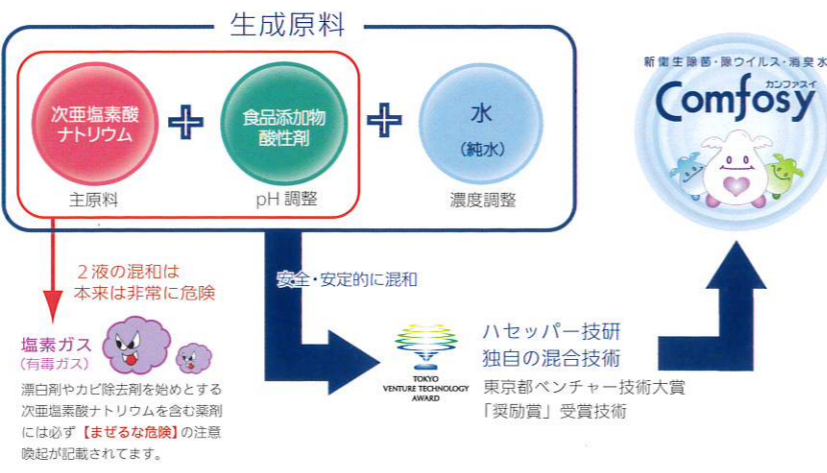 生成原料
次亜塩素酸
ナトリウム
食品添加物
酸性剤
水
（純水）
主原料
pH 調整
濃度調整
新衛生除菌・除ウイルス・消臭水
カンファスイ
Comfosy
２液の混和は
本来は非常に危険
安全・安定的に混和
塩素ガス
（有毒ガス）
漂白剤やカビ除去剤を始めとする
次亜塩素酸ナトリウムを含む薬剤
には必ず【まぜるな危険】の注意
喚起が記載されてます。
TOKYO
VENTURE TECHNOLOGY
AWARD
ハセッパー技研
独自の混合技術
東京都ベンチャー技術大賞
「奨励賞」受賞技術